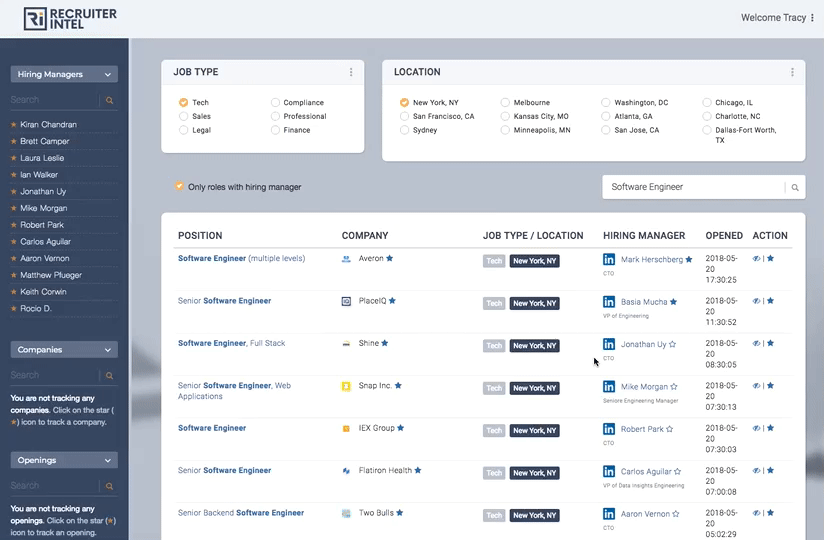 RECRUITER
INTEL
Welcome Tracy
Hiring Managers
Search
Kiran Chandran
Brett Camper
Laura Leslie
Ian Walker
Jonathan Uy
Mike Morgan
Robert Park
Carlos Aguilar
Aaron Vernon
Matthew Plueger
Keith Corwin
Rocio D.
Companies
Search
You are not tracking any
companies. Click on the star (
★) icon to track a company.
Openings
Search
You are not tracking any
openings. Click on the star (★)
icon to track an opening.
JOB TYPE
Tech
Compliance
Sales
Professional
Legal
Finance
LOCATION
New York, NY
Melbourne
Washington, DC
Chicago, IL
San Francisco, CA
Kansas City, MO
Atlanta, GA
Charlotte, NC
Sydney
Minneapolis, MN
San Jose, CA
Dallas-Fort Worth,
TX
Only roles with hiring manager
Software Engineer
POSITION COMPANY JOB TYPE / LOCATION HIRING MANAGER OPENED ACTION
Software Engineer (multiple levels) Averon Tech New York, NY Mark Herschberg 2018-05-
CTO
20
17:30:25
Senior Software Engineer PlaceIQ Tech New York, NY Basia Mucha 2018-05-
VP of Engineering
20
11:30:52
Software Engineer, Full Stack Shine Tech New York, NY Jonathan Uy 2018-05-
CTO
20
08:30:05
Senior Software Engineer, Web Snap Inc. Tech New York, NY Mike Morgan 2018-05-
Applications
Seniore Engineering Manager
20
07:30:13
Software Engineer IEX Group Tech New York, NY Robert Park 2018-05-
CTO
20
07:30:03
Senior Software Engineer Flatiron Health Tech New York, NY Carlos Aguilar 2018-05-
VP of Data Insights Engineering
20
07:00:08
Senior Backend Software Engineer Two Bulls Tech New York, NY Aaron Vernon 2018-05-
CTO
20
05:02:29